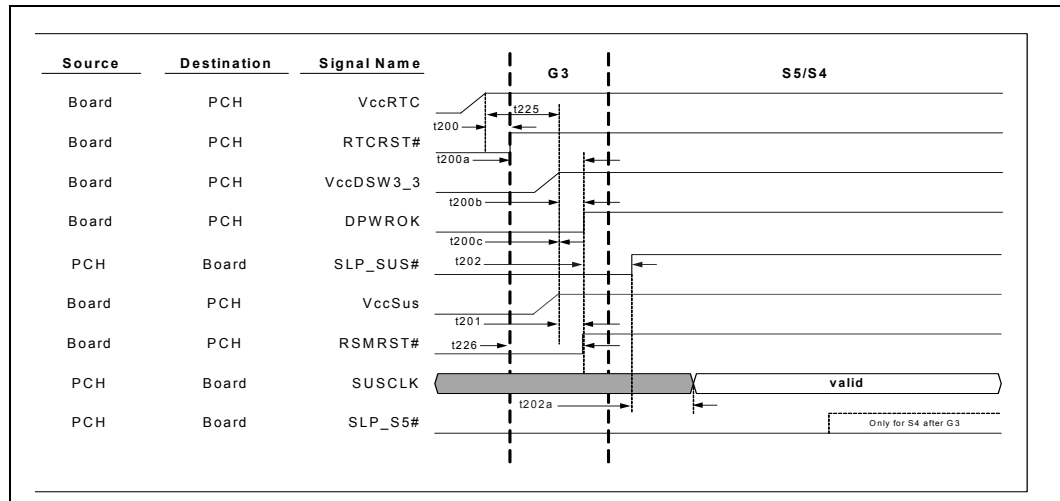 Source Destination Signal Name G3 S5/S4
Board PCH VccRTC
t225
t200
Board PCH RTCRST#
t200a
Board PCH VccDSW3_3
t200b
Board PCH DPWROK
t200c
PCH Board SLP_SUS# t202
Board PCH VccSus
t201
Board PCH RSMRST# t226
PCH Board SUSCLK valid
t202a
PCH Board SLP_S5# Only for S4 after G3